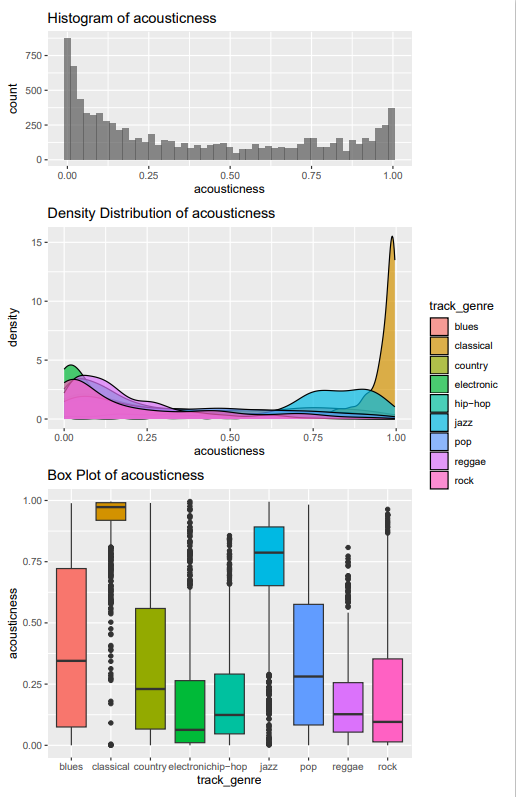 Histogram of acousticness
750
500
250
0
count
0.00 0.25 0.50 0.75 1.00
acousticness
Density Distribution of acousticness
15
10
5
0
density
0.00 0.25 0.50 0.75 1.00
acousticness
track_genre
blues
classical
country
electronic
hip-hop
jazz
pop
reggae
rock
Box Plot of acousticness
1.00
0.75
0.50
0.25
0.00
acousticness
blues classical country electronic hip-hop jazz pop reggae rock
track_genre